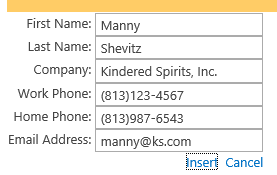 First Name: Manny
Last Name: Shevitz
Company: Kindered Spirits, Inc.
Work Phone: (813)123-4567
Home Phone: (813)987-6543
Email Address: manny@ks.com
Insert Cancel